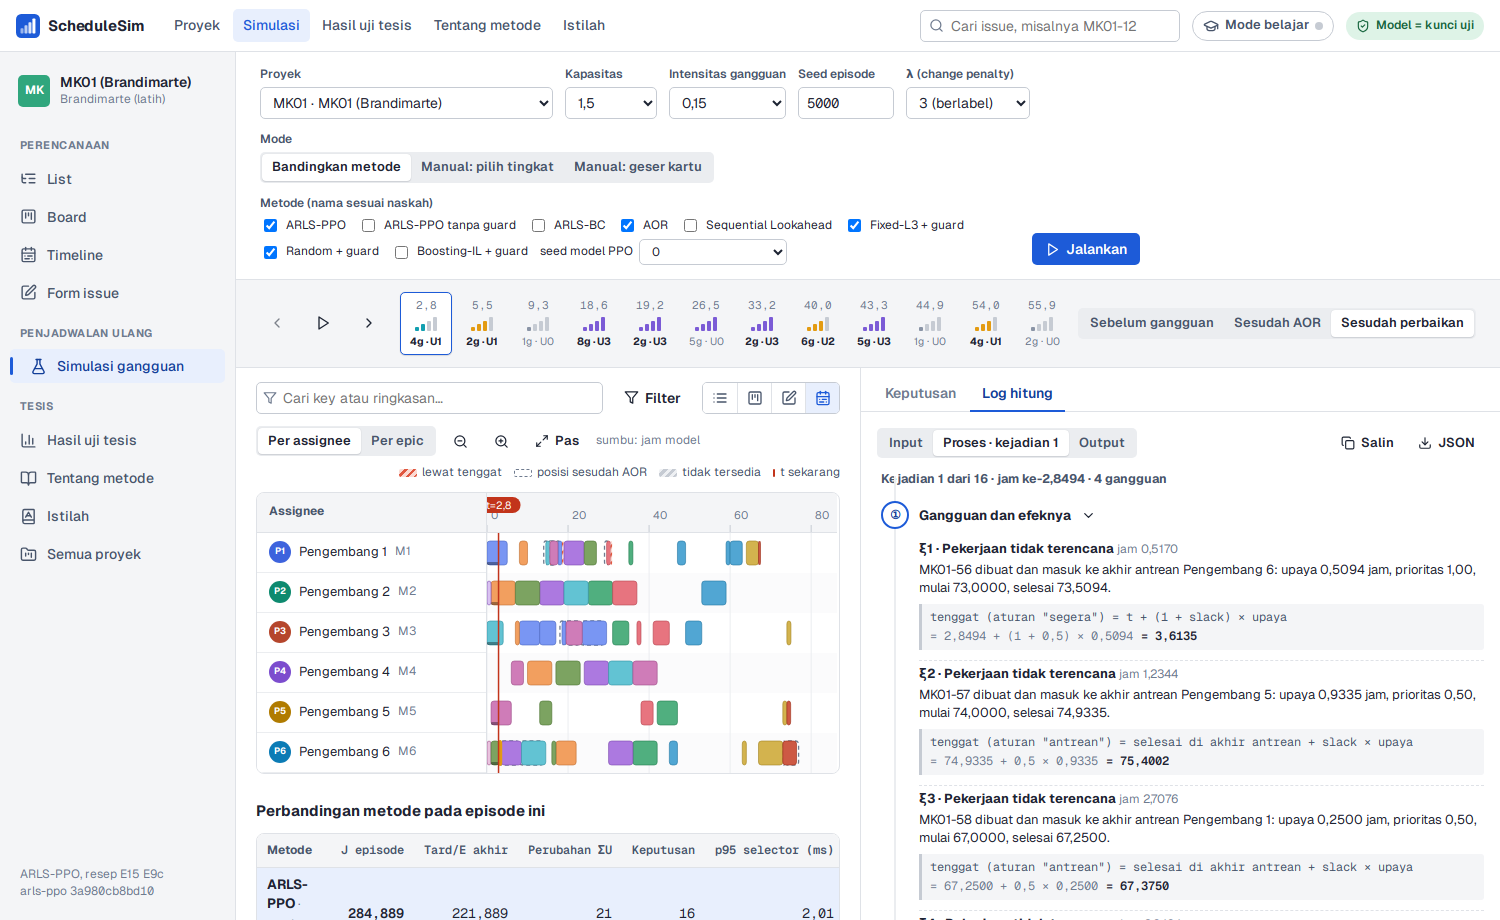 ScheduleSim
Proyek
Simulasi
Hasil uji tesis
Tentang metode
Istilah
Cari issue, misalnya MK01-12
Mode belajar
Model = kunci uji
MK
MK01 (Brandimarte)
Brandimarte (latih)
PERENCANAAN
List
Board
Timeline
Form issue
PENJADWALAN ULANG
Simulasi gangguan
TESIS
Hasil uji tesis
Tentang metode
Istilah
Semua proyek
ARLS-PPO, resep E15 E9c
arls-ppo 3a980cb8bd10
Proyek
Kapasitas
Intensitas gangguan
Seed episode
λ (change penalty)
MK01 · MK01 (Brandimarte)
1,5
0,15
5000
3 (berlabel)
Mode
Bandingkan metode
Manual: pilih tingkat
Manual: geser kartu
Metode (nama sesuai naskah)
ARLS-PPO
ARLS-PPO tanpa guard
ARLS-BC
AOR
Sequential Lookahead
Fixed-L3 + guard
Random + guard
Boosting-IL + guard
seed model PPO
0
Jalankan
2,8
5,5
9,3
18,6
19,2
26,5
33,2
40,0
43,3
44,9
54,0
55,9
4g·U1
2g·U1
1g·U0
8g·U3
2g·U3
5g·U0
2g·U3
6g·U2
5g·U3
1g·U0
4g·U1
2g·U0
Sebelum gangguan
Sesudah AOR
Sesudah perbaikan
Cari key atau ringkasan...
Filter
Per assignee
Per epic
Pas
sumbu: jam model
lewat tenggat
posisi sesudah AOR
tidak tersedia
t sekarang
Assignee
t=2,8
0
20
40
60
80
P1 Pengembang 1 M1
P2 Pengembang 2 M2
P3 Pengembang 3 M3
P4 Pengembang 4 M4
P5 Pengembang 5 M5
P6 Pengembang 6 M6
Perbandingan metode pada episode ini
Metode
J episode
Tard/E akhir
Perubahan ΣU
Keputusan
p95 selector (ms)
ARLS-
PPO ·
284,889
221,889
21
16
2,01
Keputusan
Log hitung
Input
Proses · kejadian 1
Output
Salin
JSON
Kejadian 1 dari 16 · jam ke-2,8494 · 4 gangguan
① Gangguan dan efeknya
ξ1 · Pekerjaan tidak terencana jam 0,5170
MK01-56 dibuat dan masuk ke akhir antrean Pengembang 6: upaya 0,5094 jam, prioritas 1,00,
mulai 73,0000, selesai 73,5094.
tenggat (aturan "segera") = t + (1 + slack) × upaya
= 2,8494 + (1 + 0,5) × 0,5094 = 3,6135
ξ2 · Pekerjaan tidak terencana jam 1,2344
MK01-57 dibuat dan masuk ke akhir antrean Pengembang 5: upaya 0,9335 jam, prioritas 0,50,
mulai 74,0000, selesai 74,9335.
tenggat (aturan "antrean") = selesai di akhir antrean + slack × upaya
= 74,9335 + 0,5 × 0,9335 = 75,4002
ξ3 · Pekerjaan tidak terencana jam 2,7076
MK01-58 dibuat dan masuk ke akhir antrean Pengembang 1: upaya 0,2500 jam, prioritas 0,50,
mulai 67,0000, selesai 67,2500.
tenggat (aturan "antrean") = selesai di akhir antrean + slack × upaya
= 67,2500 + 0,5 × 0,2500 = 67,3750